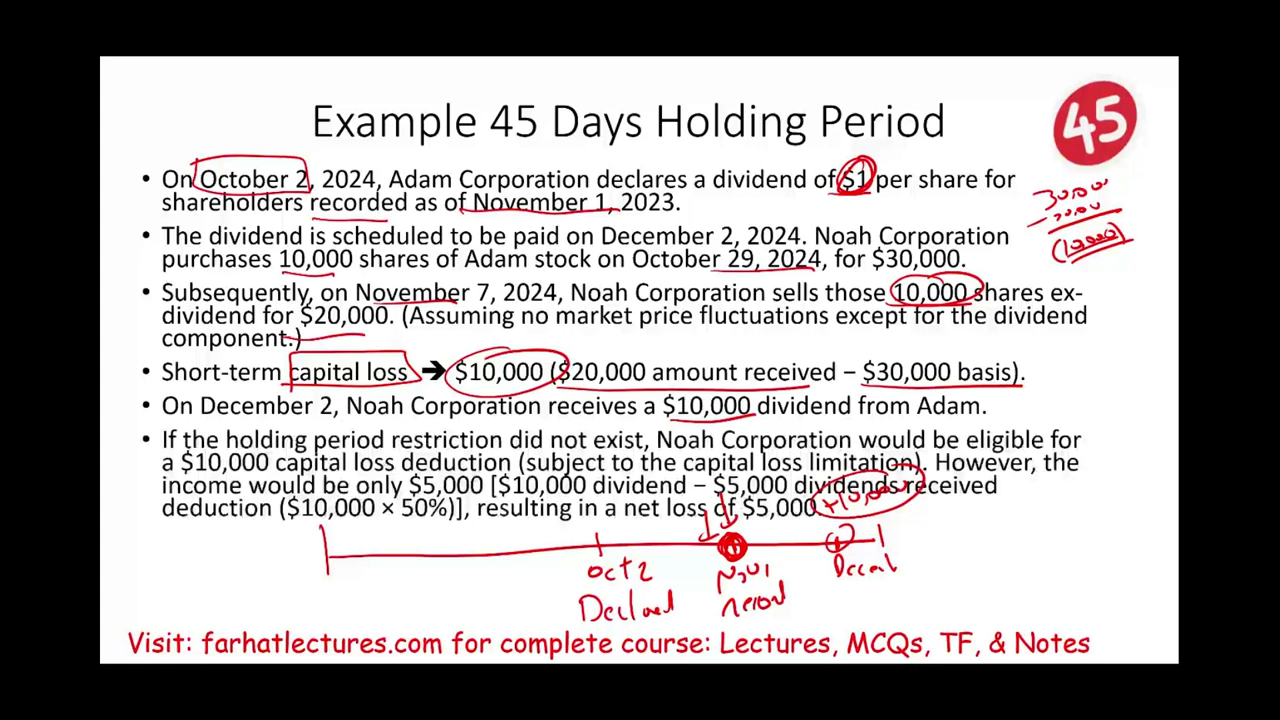 Example 45 Days Holding Period
45
• On October 2, 2024, Adam Corporation declares a dividend of $1 per share for
shareholders recorded as of November 1, 2023.
30,000
(10,000)
• The dividend is scheduled to be paid on December 2, 2024. Noah Corporation
purchases 10,000 shares of Adam stock on October 29, 2024, for $30,000.
• Subsequently, on November 7, 2024, Noah Corporation sells those 10,000 shares ex-
dividend for $20,000. (Assuming no market price fluctuations except for the dividend
component.)
• Short-term capital loss → $10,000 ($20,000 amount received − $30,000 basis).
• On December 2, Noah Corporation receives a $10,000 dividend from Adam.
• If the holding period restriction did not exist, Noah Corporation would be eligible for
a $10,000 capital loss deduction (subject to the capital loss limitation). However, the
income would be only $5,000 [$10,000 dividend − $5,000 dividends received
deduction ($10,000 × 50%)], resulting in a net loss of $5,000
+10,000
Oct 2
Declared
Visit: farhatlectures.com for complete course: Lectures, MCQs, TF, & Notes